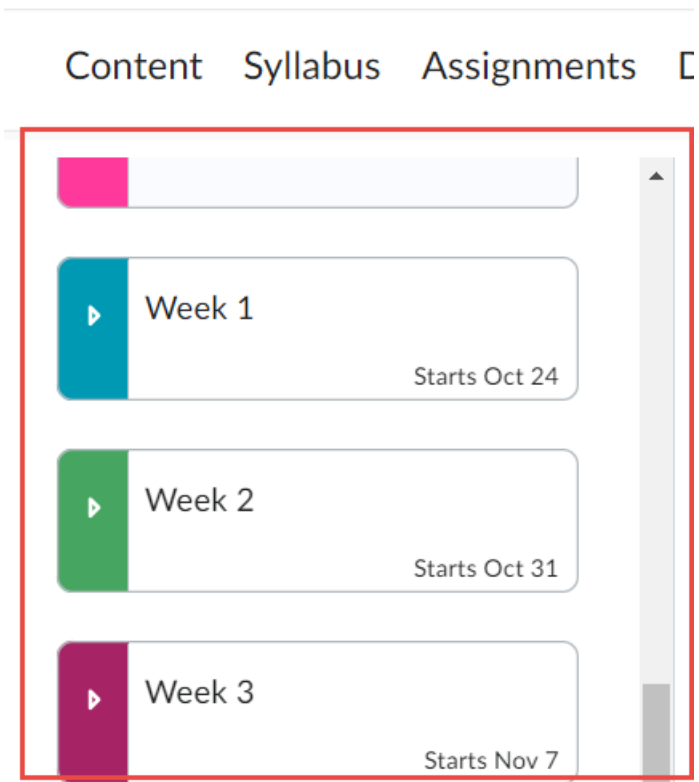 Content Syllabus Assignments
Week 1
Starts Oct 24
Week 2
Starts Oct 31
Week 3
Starts Nov 7